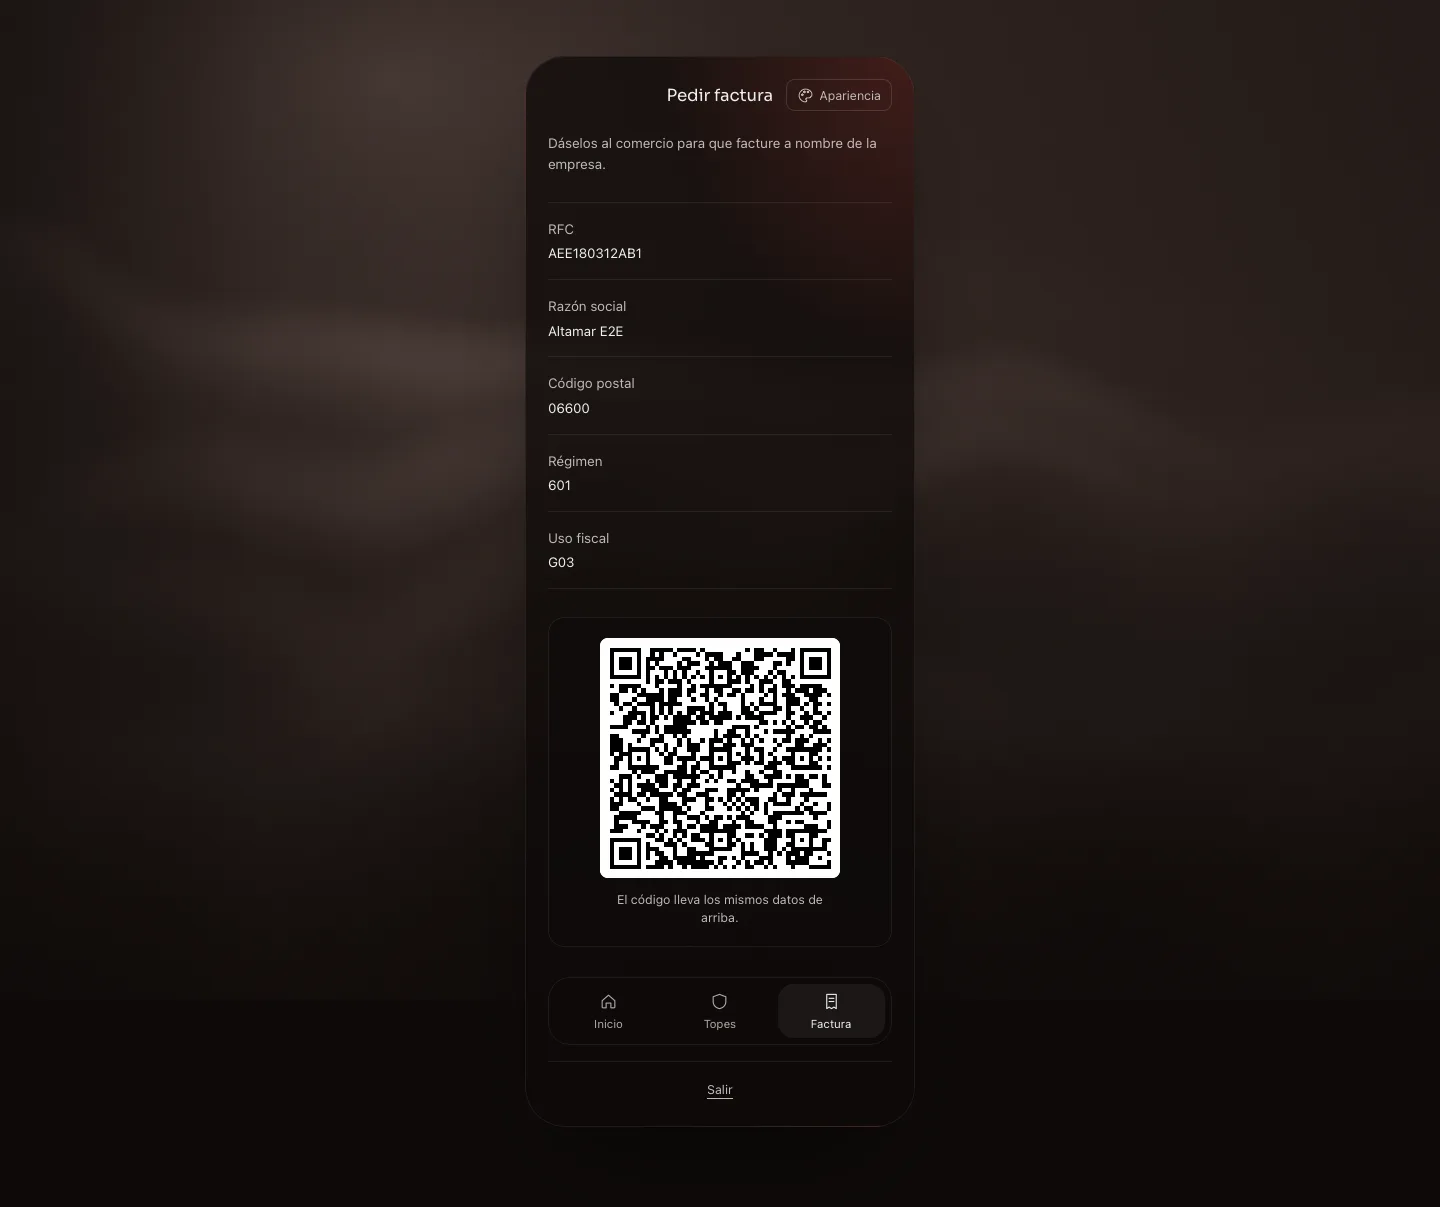 Pedir factura
Apariencia
Dáselos al comercio para que facture a nombre de la
empresa.
RFC
AEE180312AB1
Razón social
Altamar E2E
Código postal
06600
Régimen
601
Uso fiscal
G03
El código lleva los mismos datos de
arriba.
Inicio
Topes
Factura
Salir